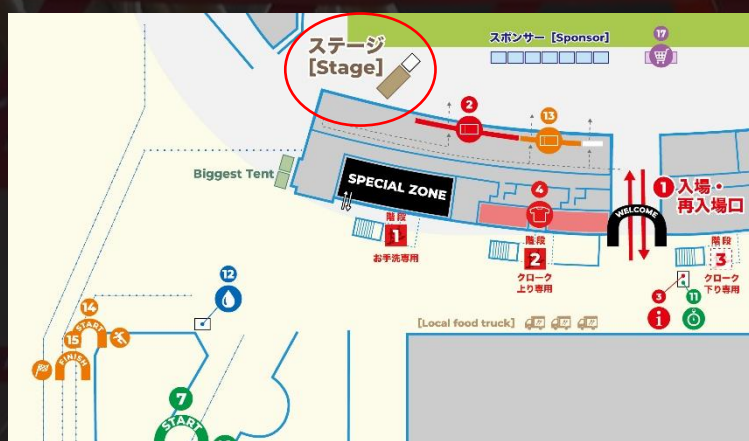 ステージ
[Stage]
スポンサー [Sponsor]
17
2
13
Biggest Tent
SPECIAL ZONE
4
1 入場・
再入場口
WELCOME
階段
1
お手洗専用
階段
2
クローク
上り専用
階段
3
クローク
下り専用
12
3
11
i
14
START
15
FINISH
[Local food truck]
7
START